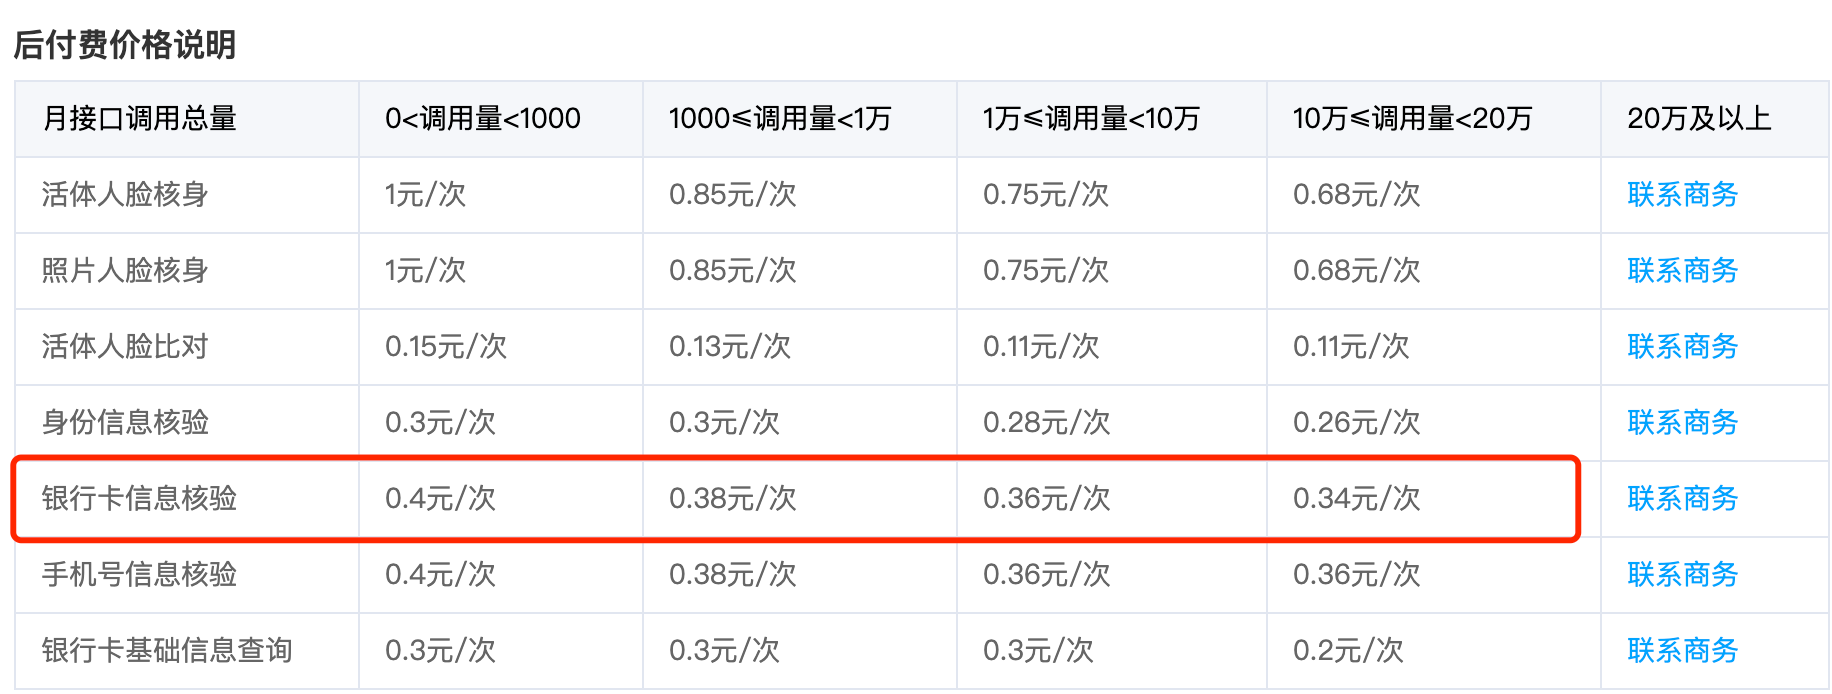 后付费价格说明
月接口调用总量 0<调用量<1000 1000≤调用量<1万 1万≤调用量<10万 10万≤调用量<20万 20万及以上
活体人脸核身 1元/次 0.85元/次 0.75元/次 0.68元/次 联系商务
照片人脸核身 1元/次 0.85元/次 0.75元/次 0.68元/次 联系商务
活体人脸比对 0.15元/次 0.13元/次 0.11元/次 0.11元/次 联系商务
身份信息核验 0.3元/次 0.3元/次 0.28元/次 0.26元/次 联系商务
银行卡信息核验 0.4元/次 0.38元/次 0.36元/次 0.34元/次 联系商务
手机号信息核验 0.4元/次 0.38元/次 0.36元/次 0.36元/次 联系商务
银行卡基础信息查询 0.3元/次 0.3元/次 0.3元/次 0.2元/次 联系商务